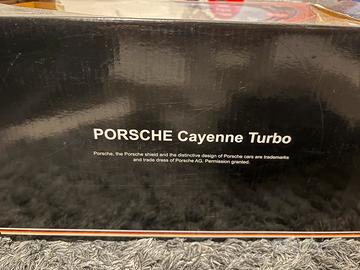 PORSCHE Cayenne Turbo
Porsche, the Porsche shield and the distinctive design of Porsche cars are trademarks
and trade dress of Porsche AG. Permission granted.